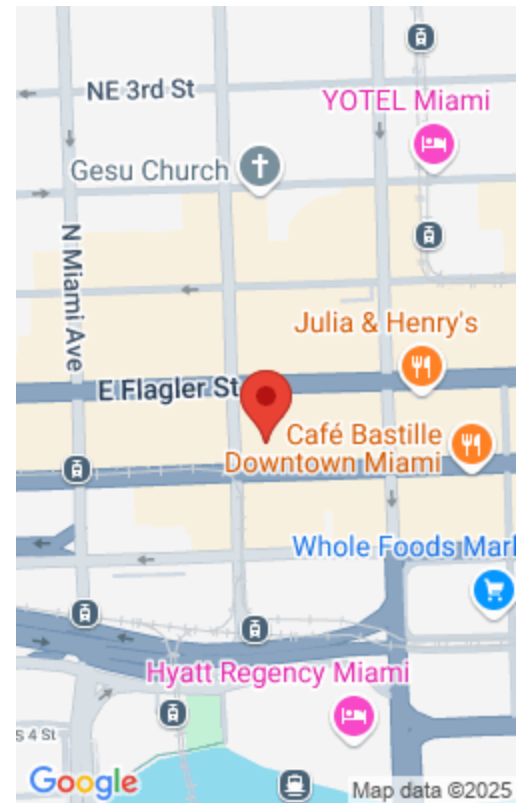 NE 3rd St
YOTEL Miami
Gesu Church
N Miami Ave
Julia & Henry's
E Flagler St
Café Bastille
Downtown Miami
Whole Foods Mark
Hyatt Regency Miami
S 4 St
Google
Map data ©2025